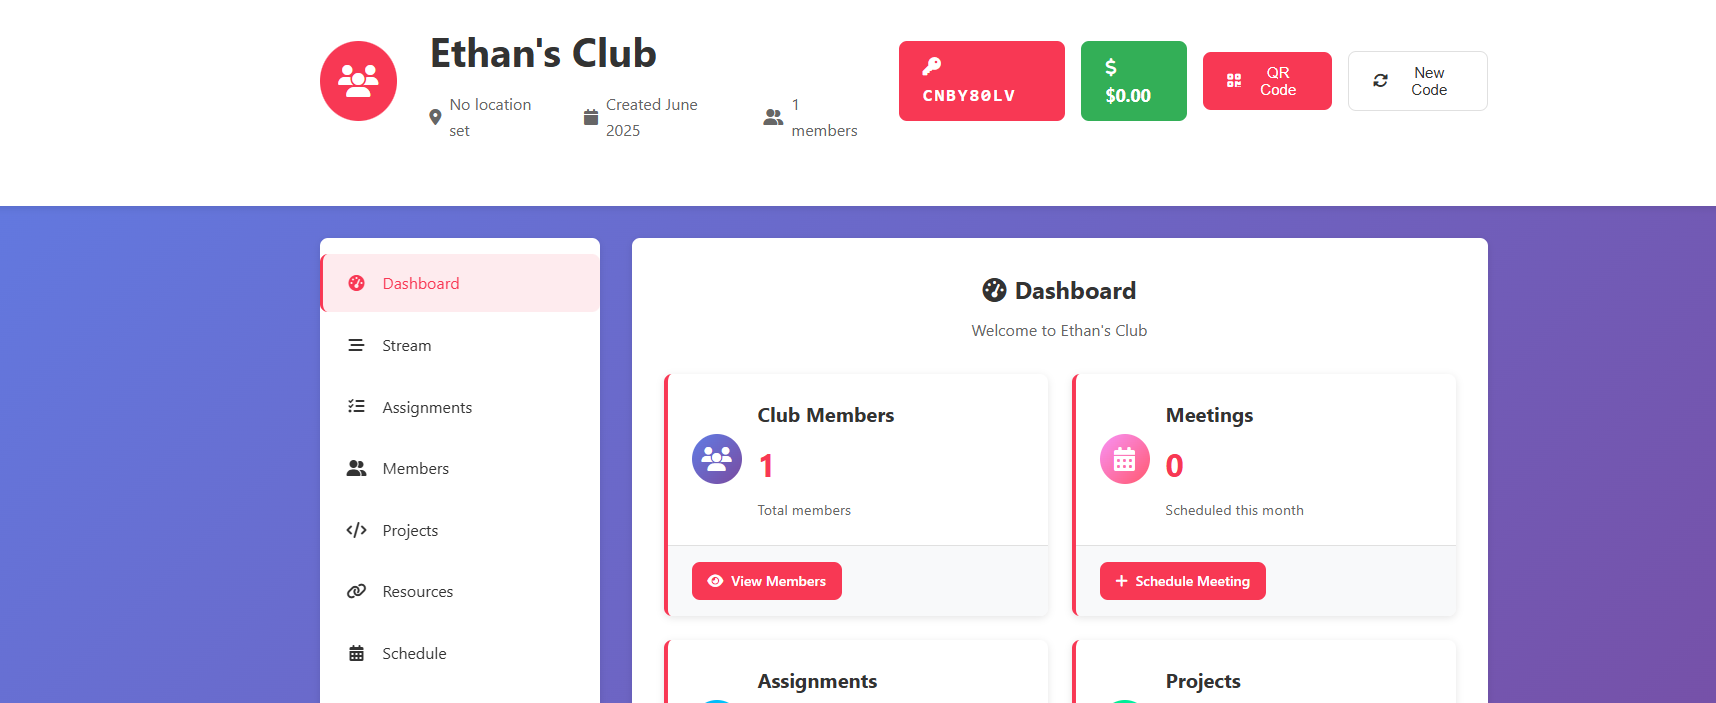 Ethan's Club
No location
set
Created June
2025
1
members
CNBY80LV
$
$0.00
QR
Code
New
Code
Dashboard
Stream
Assignments
Members
Projects
Resources
Schedule
Dashboard
Welcome to Ethan's Club
Club Members
1
Total members
View Members
Meetings
0
Scheduled this month
Schedule Meeting
Assignments
Projects